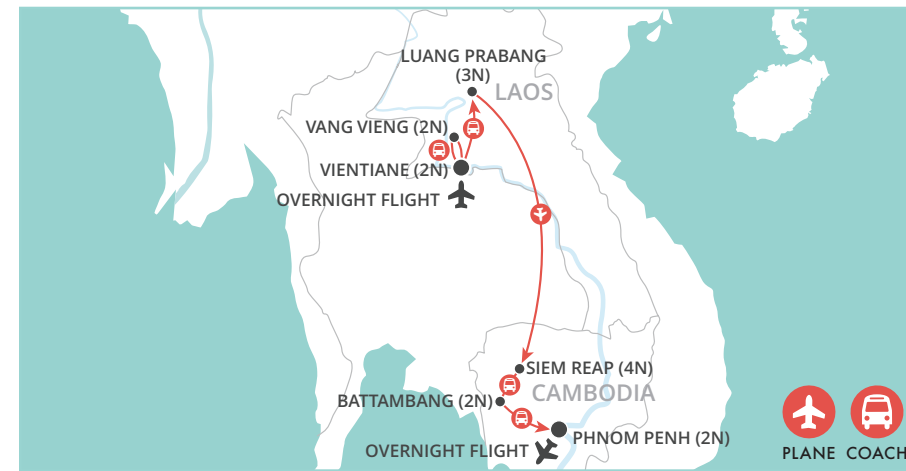 LUANG PRABANG
(3N)
LAOS
VANG VIENG (2N)
VIENTIANE (2N)
OVERNIGHT FLIGHT
SIEM REAP (4N)
CAMBODIA
BATTAMBANG (2N)
PHNOM PENH (2N)
OVERNIGHT FLIGHT
PLANE COACH